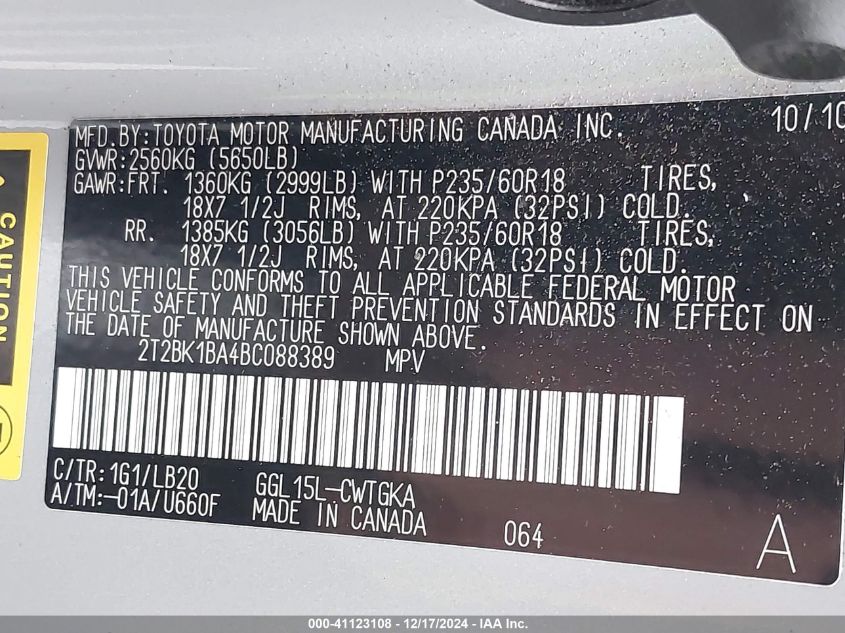 MFD. BY: TOYOTA MOTOR MANUFACTURING CANADA INC. 10/10
GVWR: 2560KG (5650LB)
GAWR: FRT. 1360KG (2999LB) WITH P235/60R18 TIRES,
18X7 1/2J RIMS, AT 220KPA (32PSI) COLD.
RR. 1385KG (3056LB) WITH P235/60R18 TIRES,
18X7 1/2J RIMS, AT 220KPA (32PSI) COLD.
THIS VEHICLE CONFORMS TO ALL APPLICABLE FEDERAL MOTOR
VEHICLE SAFETY AND THEFT PREVENTION STANDARDS IN EFFECT ON
THE DATE OF MANUFACTURE SHOWN ABOVE.
2T2BK1BA4BC088389 MPV
C/TR: 1G1/LB20 GGL15L-CWTGKA
A/TM: -01A/U660F MADE IN CANADA 064 A
CAUTION
000-41123108 - 12/17/2024 - IAA Inc.